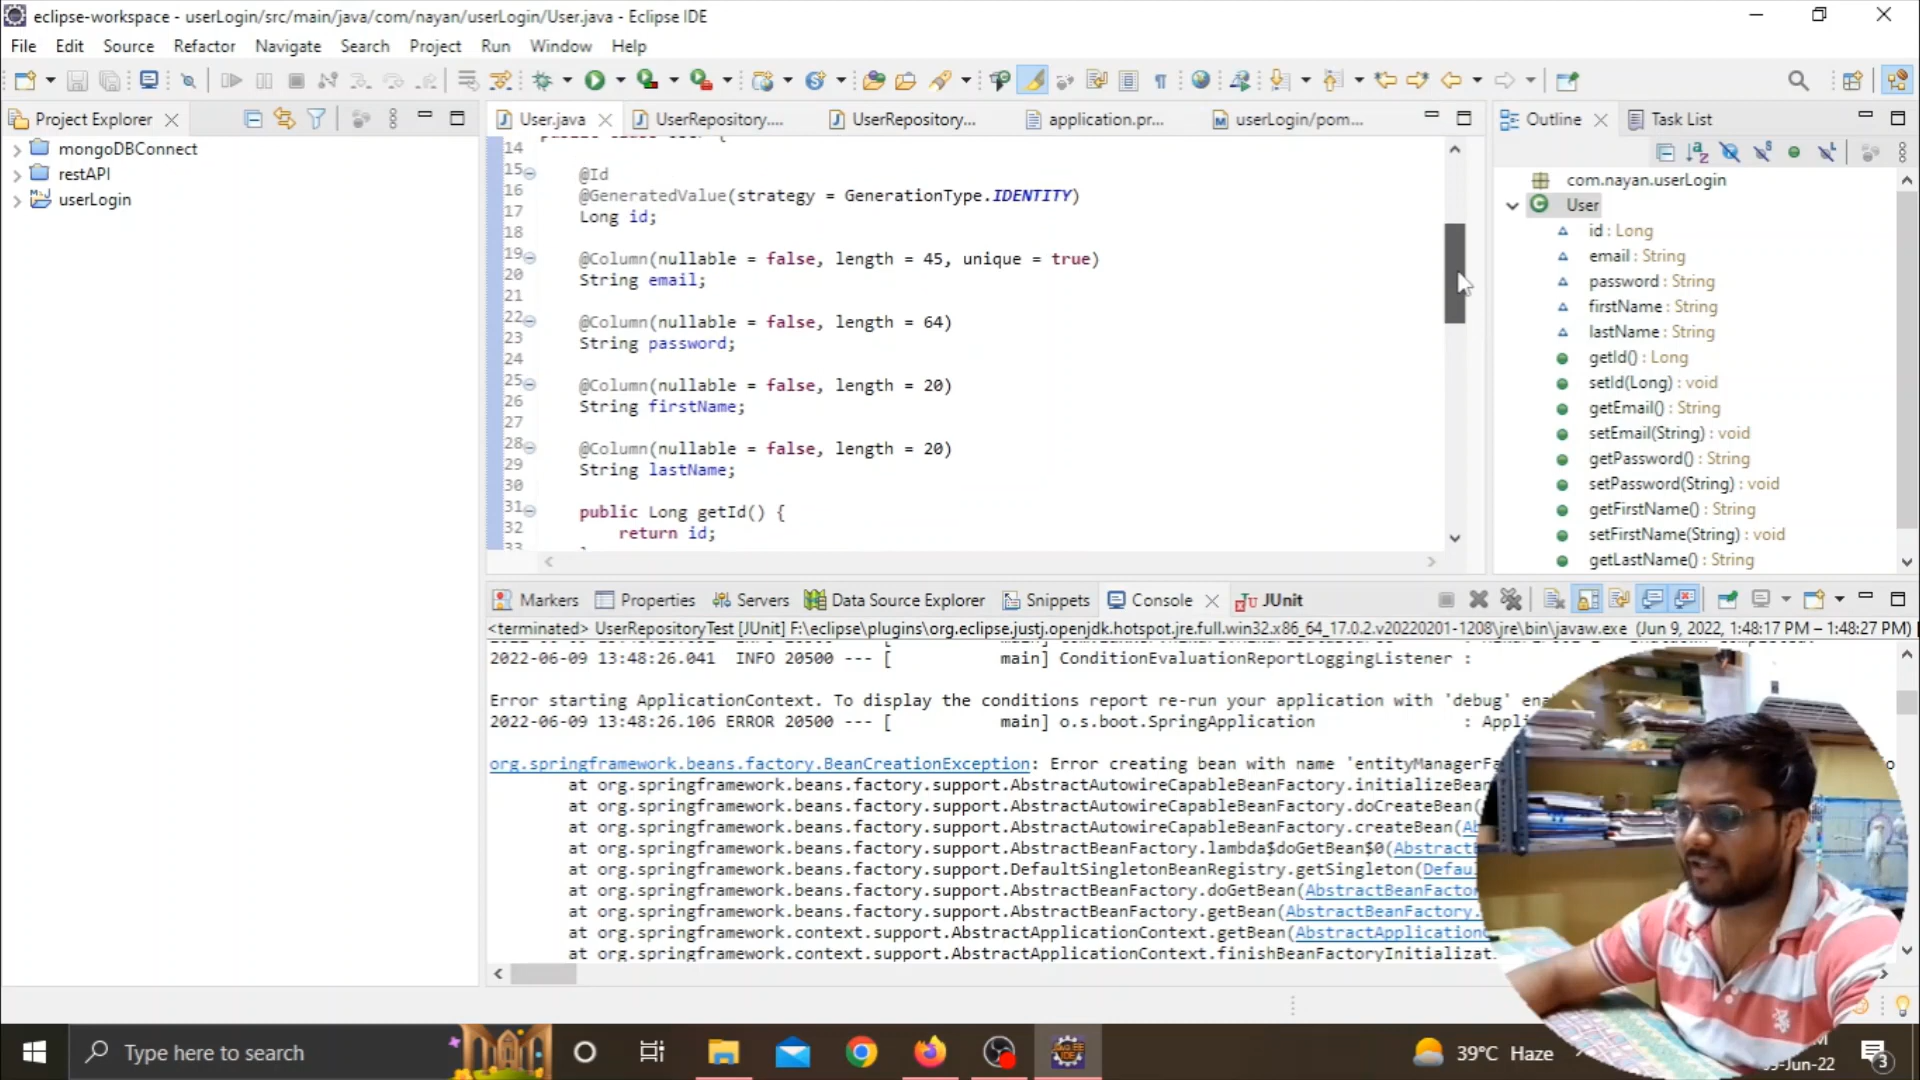 eclipse-workspace - userLogin/src/main/java/com/nayan/userLogin/User.java - Eclipse IDE
File Edit Source Refactor Navigate Search Project Run Window Help
Project Explorer
mongoDBConnect
restAPI
userLogin
User.java UserRepository.... UserRepository... application.pr... userLogin/pom...
14
15 @Id
16 @GeneratedValue(strategy = GenerationType.IDENTITY)
17 Long id;
18
19 @Column(nullable = false, length = 45, unique = true)
20 String email;
21
22 @Column(nullable = false, length = 64)
23 String password;
24
25 @Column(nullable = false, length = 20)
26 String firstName;
27
28 @Column(nullable = false, length = 20)
29 String lastName;
30
31 public Long getId() {
32 return id;
33
Outline Task List
com.nayan.userLogin
User
id : Long
email : String
password : String
firstName : String
lastName : String
getId() : Long
setId(Long) : void
getEmail() : String
setEmail(String) : void
getPassword() : String
setPassword(String) : void
getFirstName() : String
setFirstName(String) : void
getLastName() : String
Markers Properties Servers Data Source Explorer Snippets Console JUnit
<terminated> UserRepositoryTest [JUnit] F:\eclipse\plugins\org.eclipse.justj.openjdk.hotspot.jre.full.win32.x86_64_17.0.2.v20220201-1208\jre\bin\javaw.exe (Jun 9, 2022, 1:48:17 PM – 1:48:27 PM)
2022-06-09 13:48:26.041 INFO 20500 --- [ main] ConditionEvaluationReportLoggingListener :
Error starting ApplicationContext. To display the conditions report re-run your application with 'debug' ena
2022-06-09 13:48:26.106 ERROR 20500 --- [ main] o.s.boot.SpringApplication : Appli
org.springframework.beans.factory.BeanCreationException: Error creating bean with name 'entityManagerFa
at org.springframework.beans.factory.support.AbstractAutowireCapableBeanFactory.initializeBean
at org.springframework.beans.factory.support.AbstractAutowireCapableBeanFactory.doCreateBean(
at org.springframework.beans.factory.support.AbstractAutowireCapableBeanFactory.createBean(Ab
at org.springframework.beans.factory.support.AbstractBeanFactory.lambda$doGetBean$0(AbstractB
at org.springframework.beans.factory.support.DefaultSingletonBeanRegistry.getSingleton(Defau
at org.springframework.beans.factory.support.AbstractBeanFactory.doGetBean(AbstractBeanFacto
at org.springframework.beans.factory.support.AbstractBeanFactory.getBean(AbstractBeanFactory.
at org.springframework.context.support.AbstractApplicationContext.getBean(AbstractApplication
at org.springframework.context.support.AbstractApplicationContext.finishBeanFactoryInitializat
Type here to search
39°C Haze
-Jun-22
3